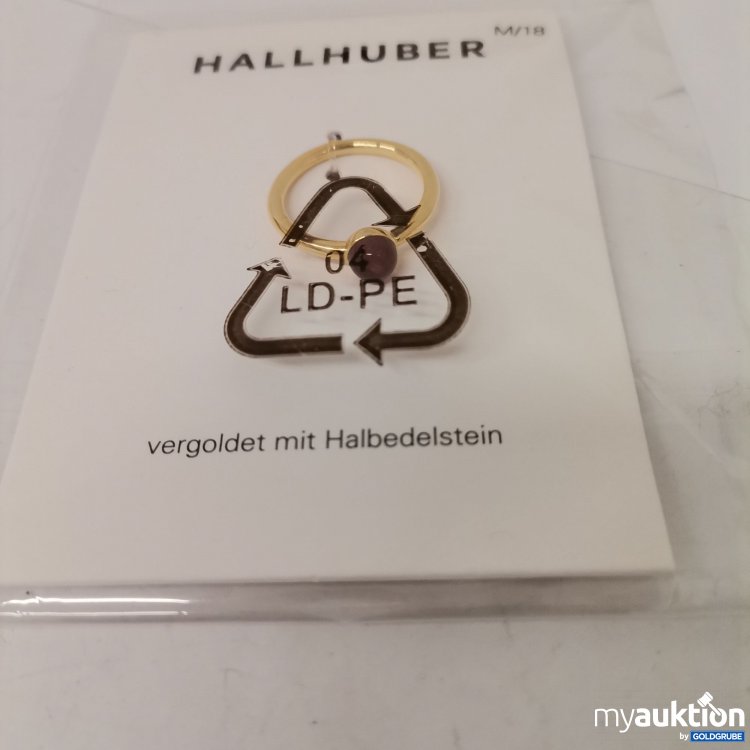 M/18
HALLHUBER
04
LD-PE
vergoldet mit Halbedelstein
myauktion
by GOLDGRUBE